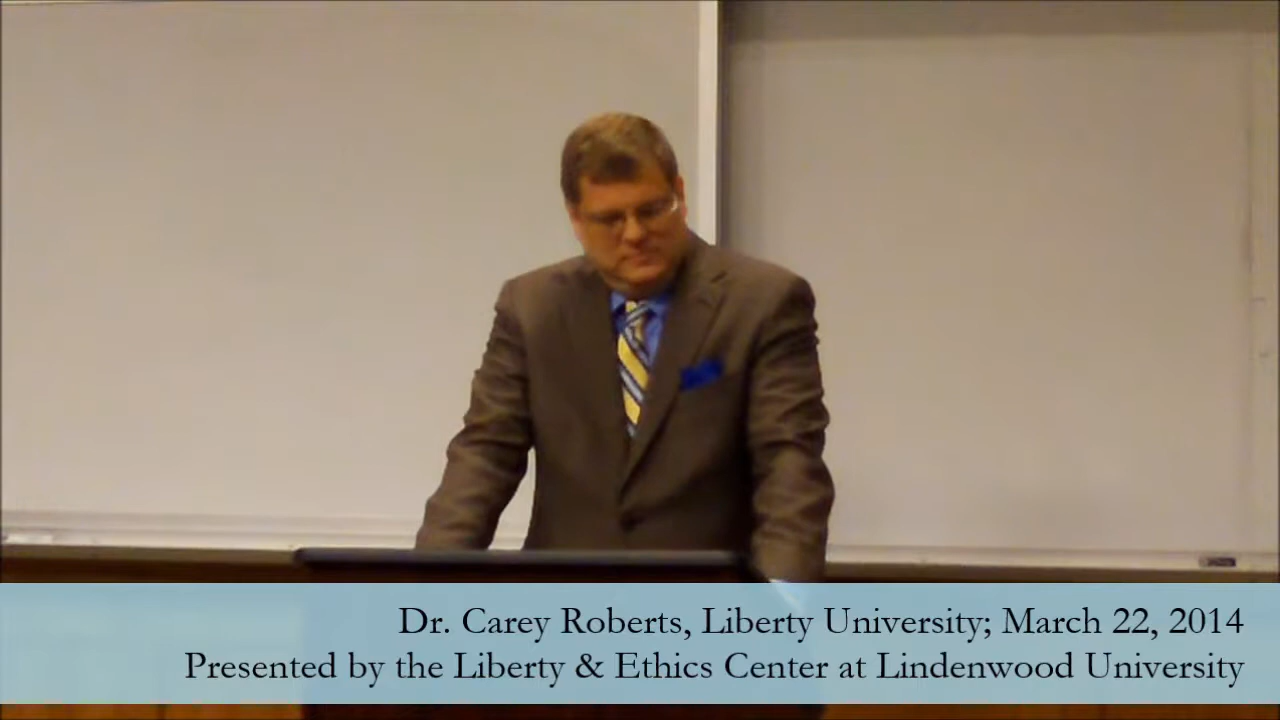 Dr. Carey Roberts, Liberty University; March 22, 2014
Presented by the Liberty & Ethics Center at Lindenwood University